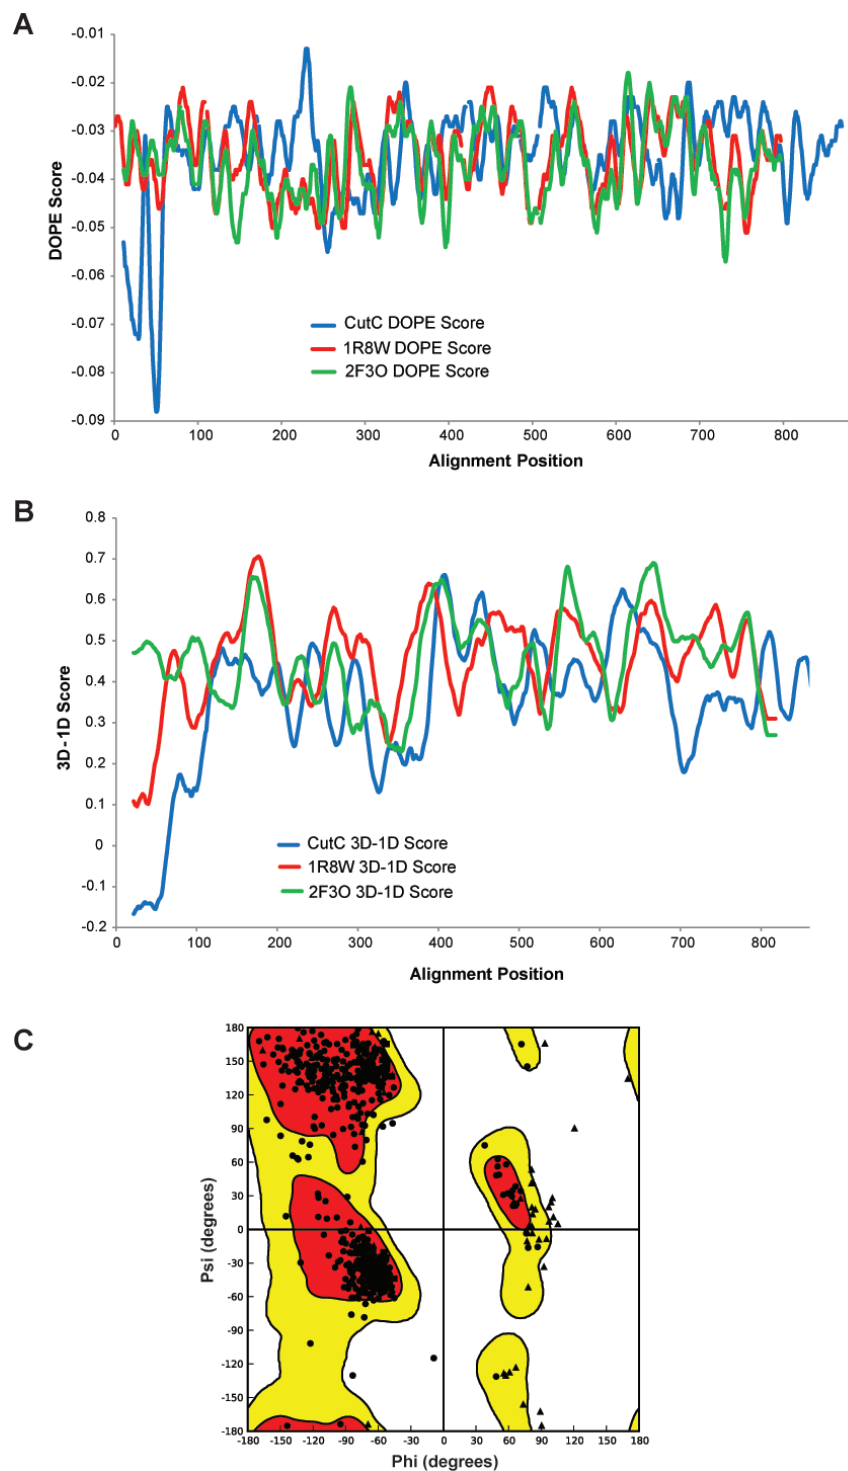 A
-0.01
-0.02
-0.03
-0.04
-0.05
-0.06
-0.07
-0.08
-0.09
DOPE Score
CutC DOPE Score
1R8W DOPE Score
2F3O DOPE Score
0 100 200 300 400 500 600 700 800
Alignment Position
B
0.8
0.7
0.6
0.5
0.4
0.3
0.2
0.1
0
-0.1
-0.2
3D-1D Score
CutC 3D-1D Score
1R8W 3D-1D Score
2F3O 3D-1D Score
0 100 200 300 400 500 600 700 800
Alignment Position
C
180
150
120
90
60
30
0
-30
-60
-90
-120
-150
-180
Psi (degrees)
-180 -150 -120 -90 -60 -30 0 30 60 90 120 150 180
Phi (degrees)